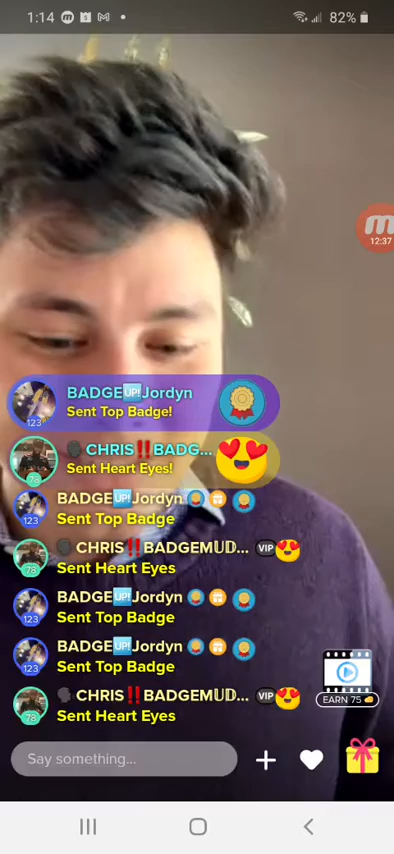 1:14
82%
12:37
BADGE🆙Jordyn
Sent Top Badge!
123
CHRIS‼️BADG...
Sent Heart Eyes!
78
BADGE🆙Jordyn
Sent Top Badge
123
CHRIS‼️BADGEM𝕌𝔻... VIP
Sent Heart Eyes
78
BADGE🆙Jordyn
Sent Top Badge
123
BADGE🆙Jordyn
Sent Top Badge
123
CHRIS‼️BADGEM𝕌𝔻... VIP
Sent Heart Eyes
78
EARN 75
Say something...